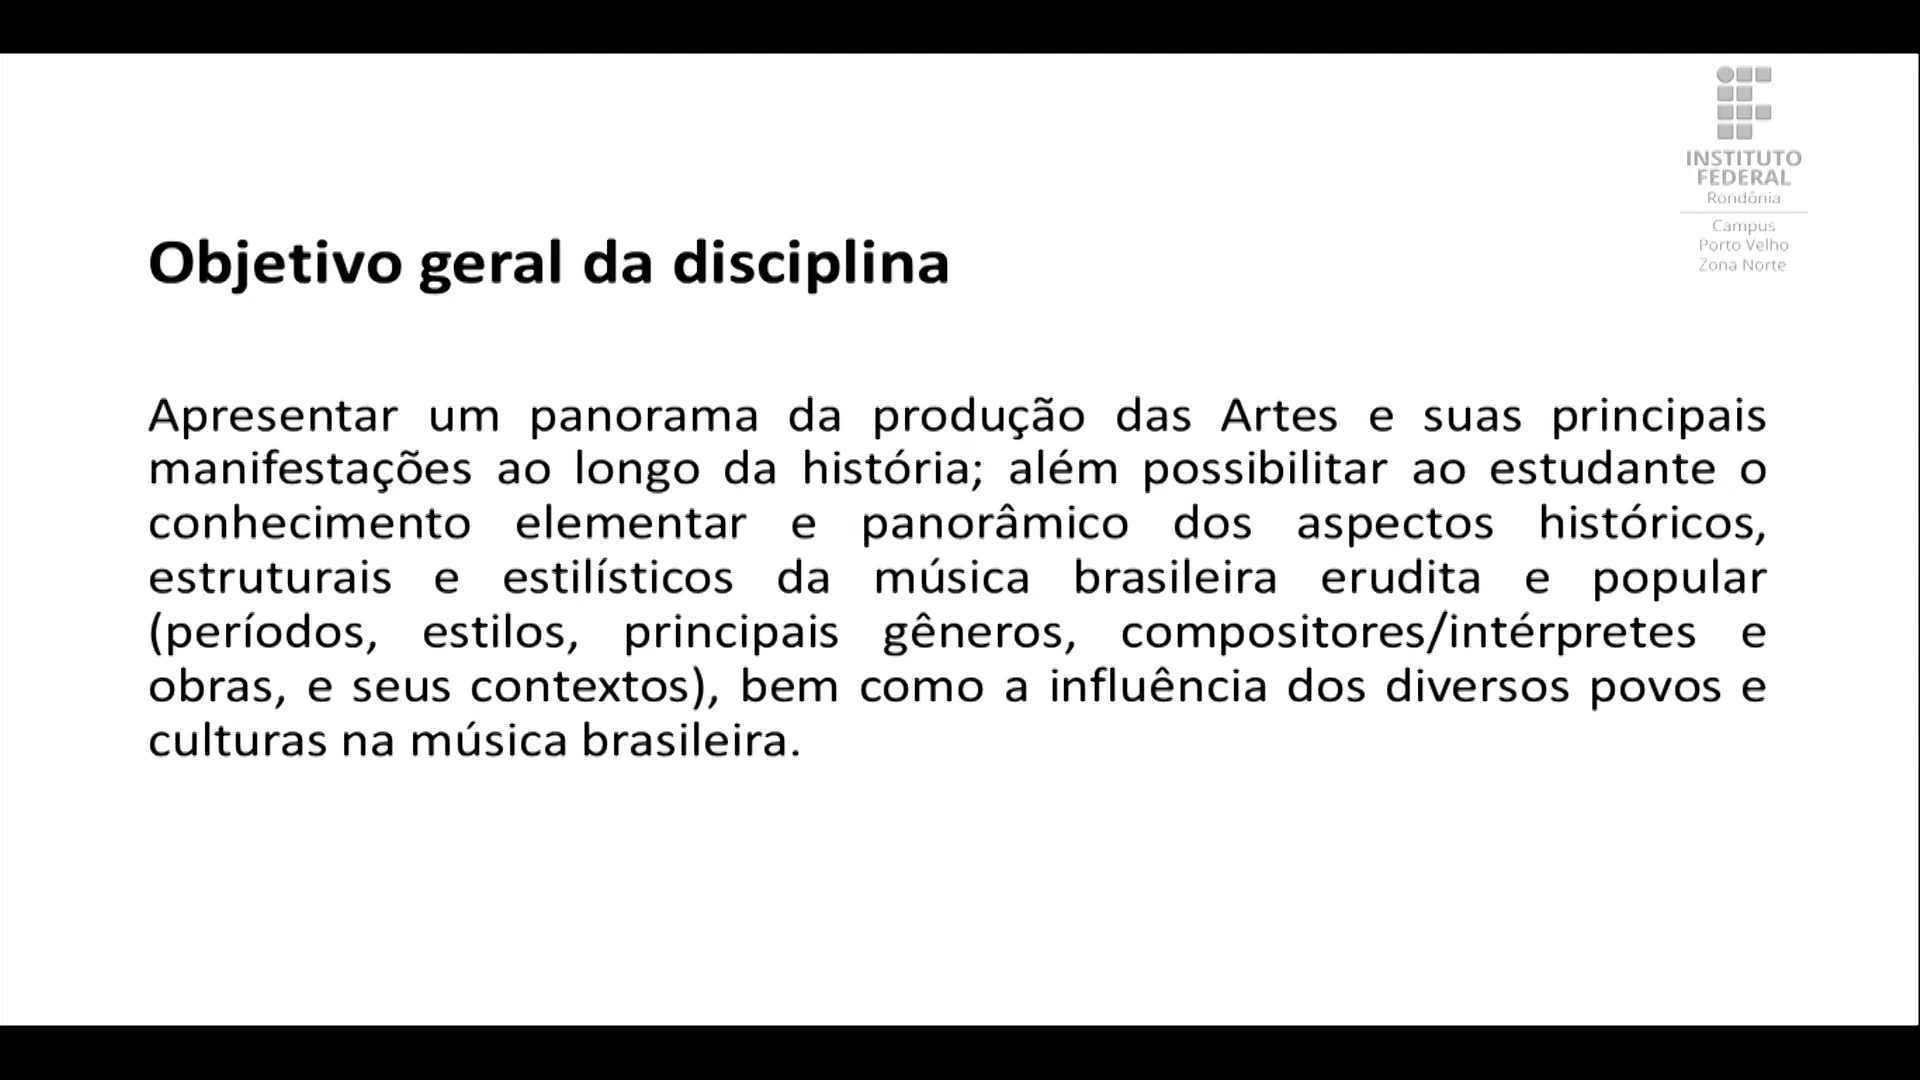 INSTITUTO
FEDERAL
Rondônia
Campus
Porto Velho
Zona Norte
Objetivo geral da disciplina
Apresentar um panorama da produção das Artes e suas principais
manifestações ao longo da história; além possibilitar ao estudante o
conhecimento elementar e panorâmico dos aspectos históricos,
estruturais e estilísticos da música brasileira erudita e popular
(períodos, estilos, principais gêneros, compositores/intérpretes e
obras, e seus contextos), bem como a influência dos diversos povos e
culturas na música brasileira.